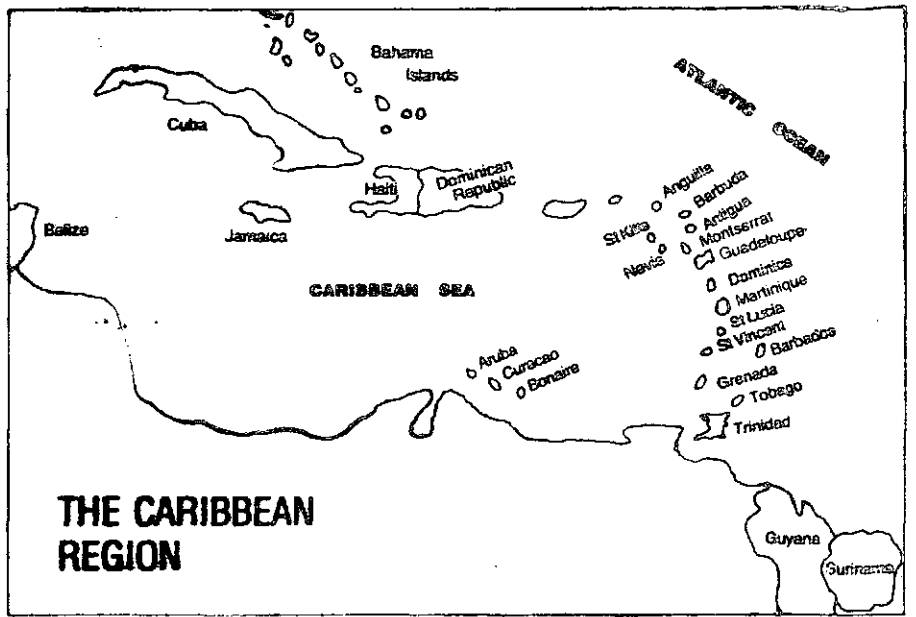 Bahama
Islands
ATLANTIC OCEAN
Cuba
Haiti
Dominican
Republic
Anguilla
Barbuda
Antigua
St Kitts
Montserrat
Nevis
Guadeloupe
Belize
Jamaica
CARIBBEAN SEA
Dominica
Martinique
St Lucia
St Vincent
Barbados
Aruba
Curacao
Bonaire
Grenada
Tobago
Trinidad
THE CARIBBEAN
REGION
Guyana
Suriname